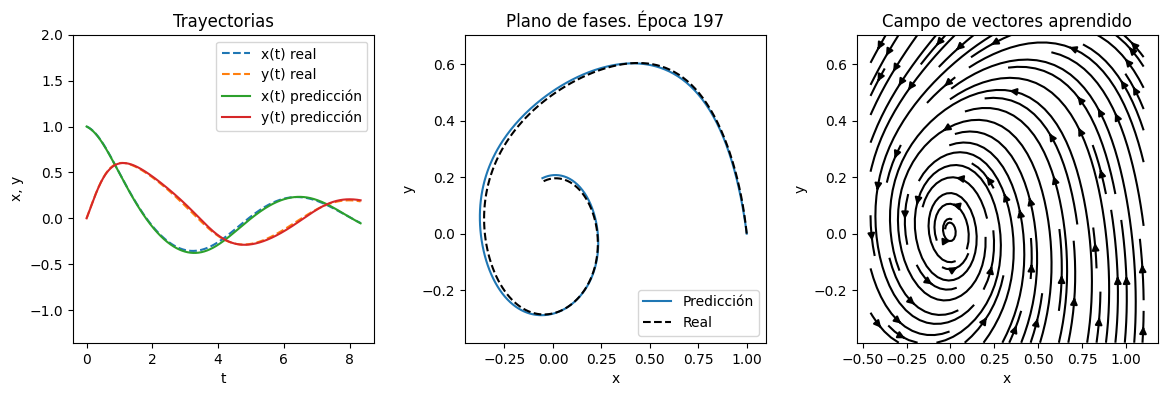 Trayectorias
2.0
1.5
1.0
0.5
0.0
−0.5
−1.0
x, y
0
2
4
6
8
t
x(t) real
y(t) real
x(t) predicción
y(t) predicción
Plano de fases. Época 197
0.6
0.4
0.2
0.0
−0.2
y
−0.25
0.00
0.25
0.50
0.75
1.00
x
Predicción
Real
Campo de vectores aprendido
0.6
0.4
0.2
0.0
−0.2
y
−0.50
−0.25
0.00
0.25
0.50
0.75
1.00
x